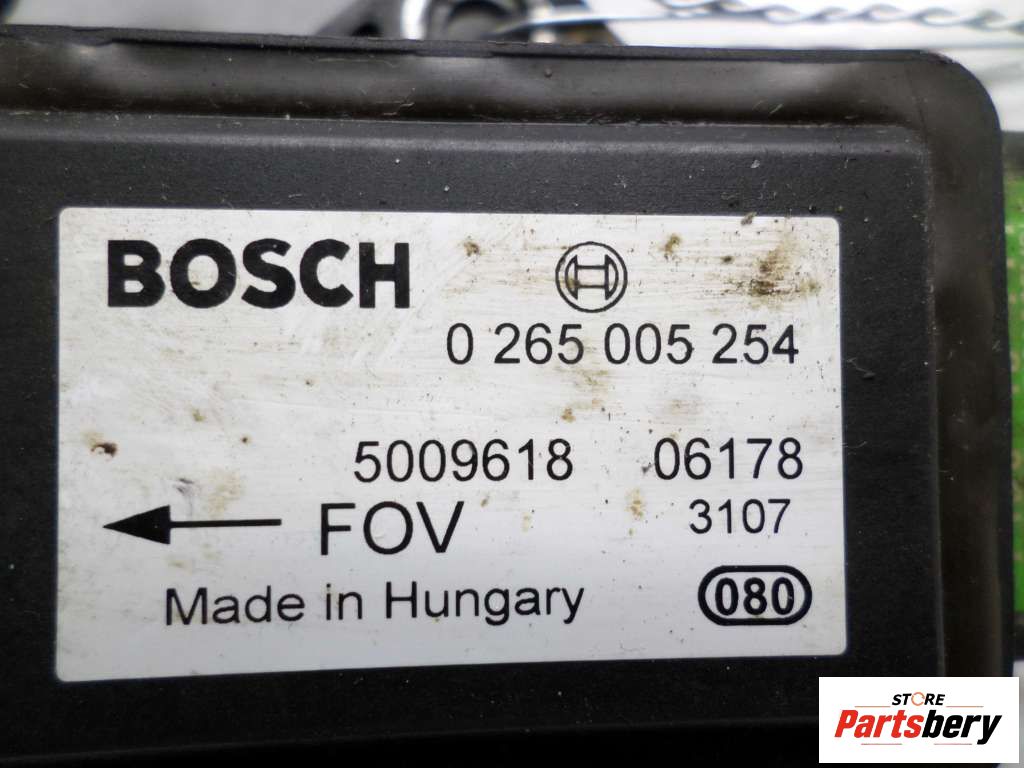 BOSCH
0 265 005 254
5009618 06178
FOV 3107
Made in Hungary 080
STORE
Partsbery